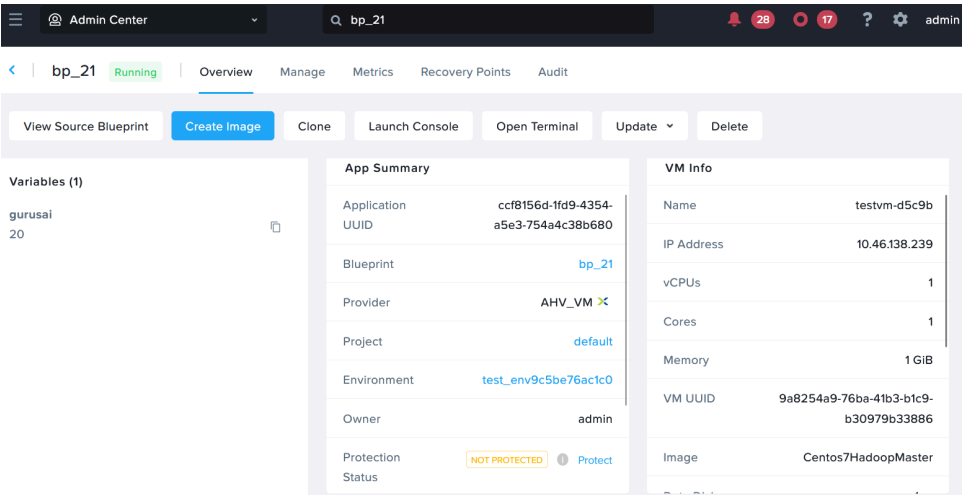 Admin Center
bp_21
28
17
?
admin
bp_21 Running Overview Manage Metrics Recovery Points Audit
View Source Blueprint Create Image Clone Launch Console Open Terminal Update Delete
Variables (1)
gurusai
20
App Summary
Application UUID ccf8156d-1fd9-4354-
a5e3-754a4c38b680
Blueprint bp_21
Provider AHV_VM
Project default
Environment test_env9c5be76ac1c0
Owner admin
Protection Status NOT PROTECTED Protect
VM Info
Name testvm-d5c9b
IP Address 10.46.138.239
vCPUs 1
Cores 1
Memory 1 GiB
VM UUID 9a8254a9-76ba-41b3-b1c9-
b30979b33886
Image Centos7HadoopMaster